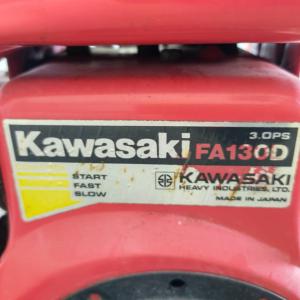 3.0PS
Kawasaki FA130D
START
FAST
SLOW
KAWASAKI
HEAVY INDUSTRIES, LTD.
MADE IN JAPAN